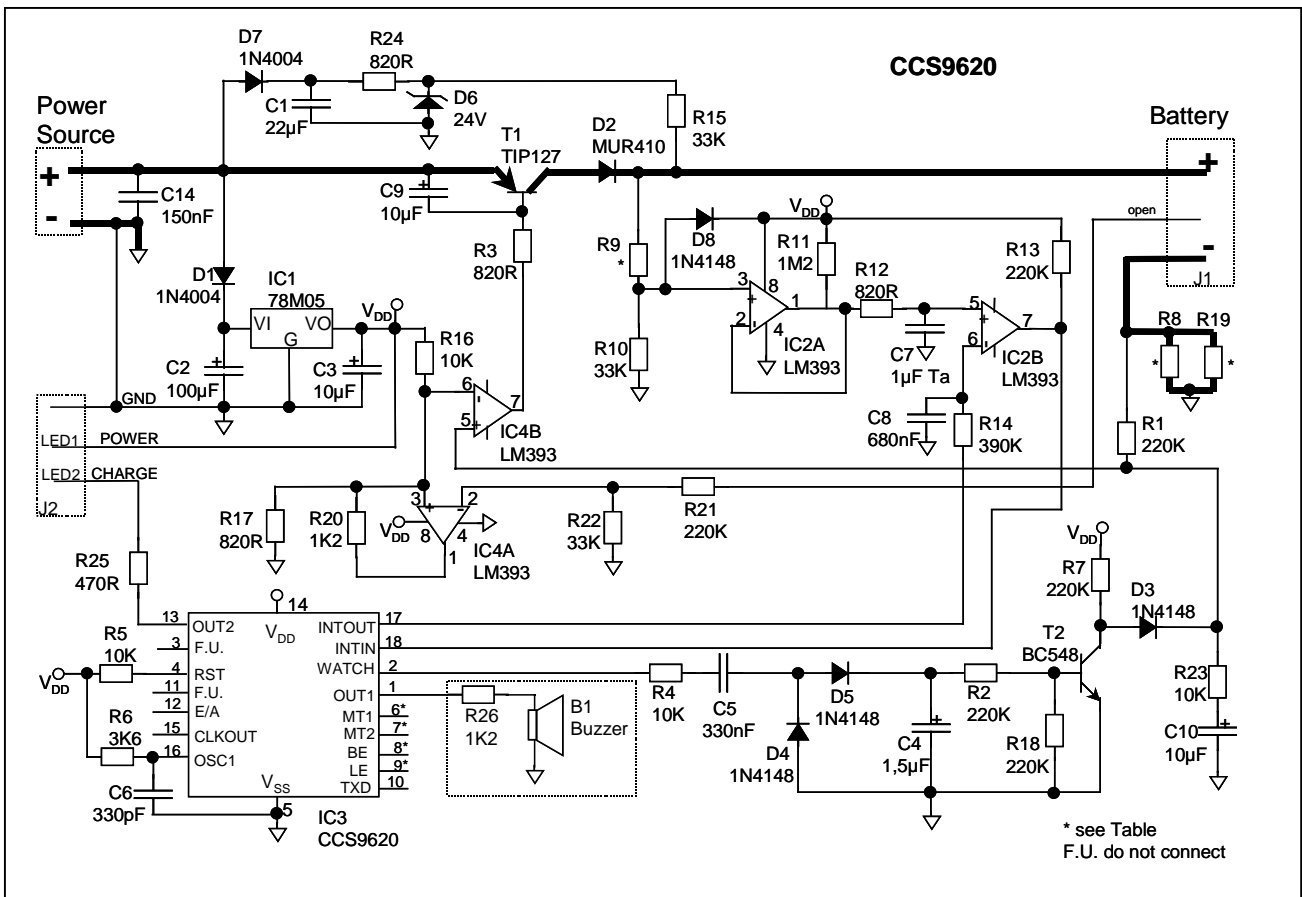 D7
1N4004
R24
820R
CCS9620
C1
22µF
D6
24V
R15
33K
Power
Source
Battery
T1
TIP127
D2
MUR410
+
-
C14
150nF
C9
10µF
+
open
-
J1
R3
820R
R9
*
D8
1N4148
VDD
R11
1M2
R12
820R
R13
220K
D1
1N4004
IC1
78M05
VI
VO
G
VDD
R16
10K
3
+
2
-
8
1
4
IC2A
LM393
5
+
6
-
7
IC2B
LM393
R8
*
R19
*
R10
33K
C7
1µF Ta
C2
100µF
C3
10µF
6
-
5
+
7
IC4B
LM393
C8
680nF
R14
390K
R1
220K
GND
LED1
POWER
LED2
CHARGE
J2
R17
820R
R20
1K2
3
+
2
-
VDD
8
4
1
IC4A
LM393
R22
33K
R21
220K
R25
470R
VDD
R7
220K
D3
1N4148
T2
BC548
R23
10K
C10
10µF
14
VDD
13
OUT2
3
F.U.
4
RST
11
F.U.
12
E/A
15
CLKOUT
16
OSC1
VSS
5
INTOUT
17
INTIN
18
WATCH
2
OUT1
1
MT1
6*
MT2
7*
BE
8*
LE
9*
TXD
10
IC3
CCS9620
R5
10K
VDD
R6
3K6
C6
330pF
R26
1K2
B1
Buzzer
R4
10K
C5
330nF
D5
1N4148
D4
1N4148
C4
1,5µF
R2
220K
R18
220K
* see Table
F.U. do not connect